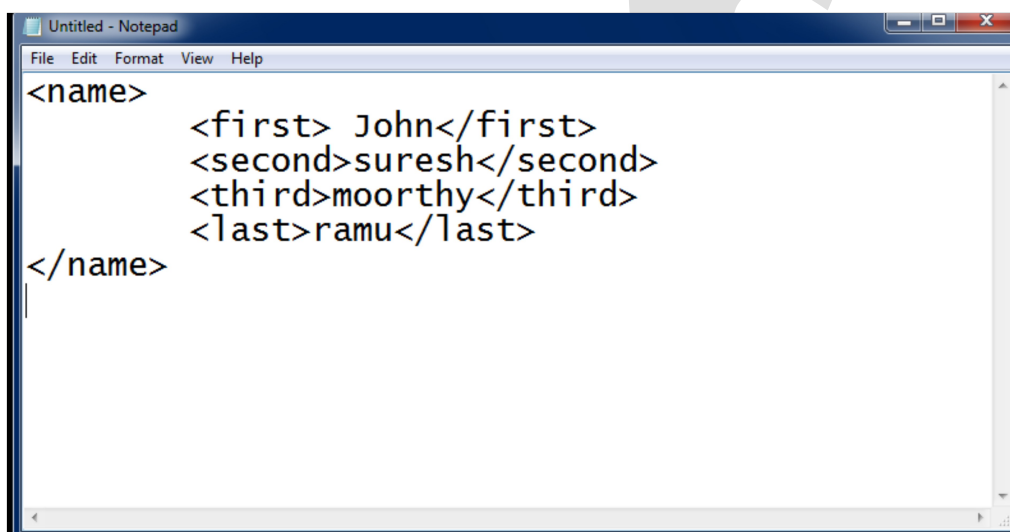 Untitled - Notepad
File Edit Format View Help
<name>
<first> John</first>
<second>suresh</second>
<third>moorthy</third>
<last>ramu</last>
</name>